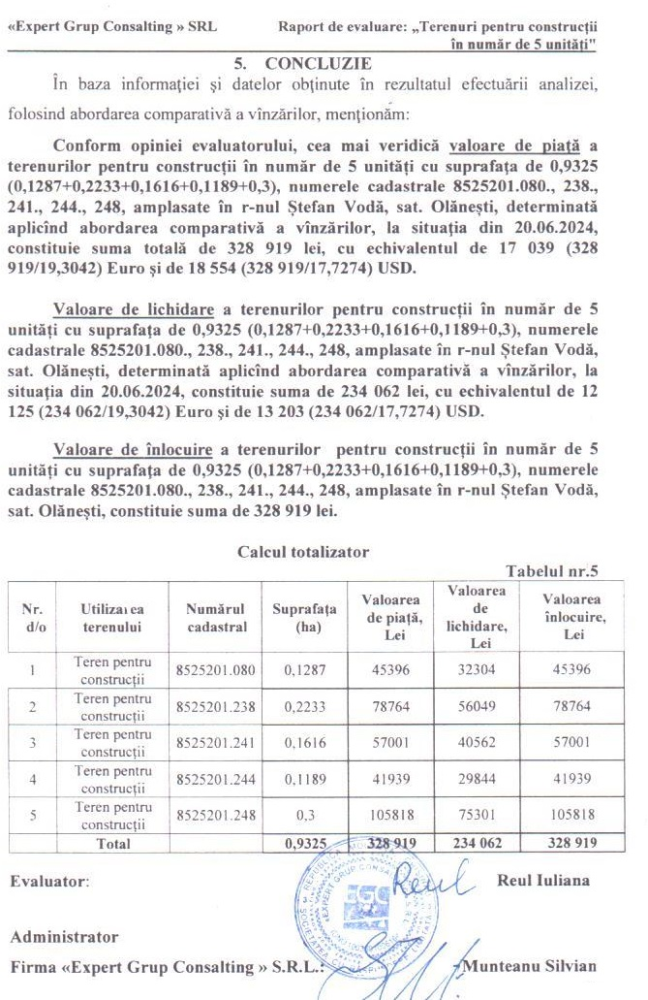 «Expert Grup Consalting » SRL Raport de evaluare: „Terenuri pentru construcții
în număr de 5 unități"
5. CONCLUZIE
În baza informației și datelor obținute în rezultatul efectuării analizei,
folosind abordarea comparativă a vînzărilor, menționăm:
Conform opiniei evaluatorului, cea mai veridică valoare de piață a
terenurilor pentru construcții în număr de 5 unități cu suprafața de 0,9325
(0,1287+0,2233+0,1616+0,1189+0,3), numerele cadastrale 8525201.080., 238.,
241., 244., 248, amplasate în r-nul Ștefan Vodă, sat. Olănești, determinată
aplicînd abordarea comparativă a vînzărilor, la situația din 20.06.2024,
constituie suma totală de 328 919 lei, cu echivalentul de 17 039 (328
919/19,3042) Euro și de 18 554 (328 919/17,7274) USD.
Valoare de lichidare a terenurilor pentru construcții în număr de 5
unități cu suprafața de 0,9325 (0,1287+0,2233+0,1616+0,1189+0,3), numerele
cadastrale 8525201.080., 238., 241., 244., 248, amplasate în r-nul Ștefan Vodă,
sat. Olănești, determinată aplicînd abordarea comparativă a vînzărilor, la
situația din 20.06.2024, constituie suma de 234 062 lei, cu echivalentul de 12
125 (234 062/19,3042) Euro și de 13 203 (234 062/17,7274) USD.
Valoare de înlocuire a terenurilor pentru construcții în număr de 5
unități cu suprafața de 0,9325 (0,1287+0,2233+0,1616+0,1189+0,3), numerele
cadastrale 8525201.080., 238., 241., 244., 248, amplasate în r-nul Ștefan Vodă,
sat. Olănești, constituie suma de 328 919 lei.
Calcul totalizator
Tabelul nr.5
Nr. d/o Utilizarea terenului Numărul cadastral Suprafața (ha) Valoarea de piață, Lei Valoarea de lichidare, Lei Valoarea înlocuire, Lei
1 Teren pentru construcții 8525201.080 0,1287 45396 32304 45396
2 Teren pentru construcții 8525201.238 0,2233 78764 56049 78764
3 Teren pentru construcții 8525201.241 0,1616 57001 40562 57001
4 Teren pentru construcții 8525201.244 0,1189 41939 29844 41939
5 Teren pentru construcții 8525201.248 0,3 105818 75301 105818
Total 0,9325 328 919 234 062 328 919
Evaluator: Reul Reul Iuliana
Administrator
Firma «Expert Grup Consalting » S.R.L.: Munteanu Silvian